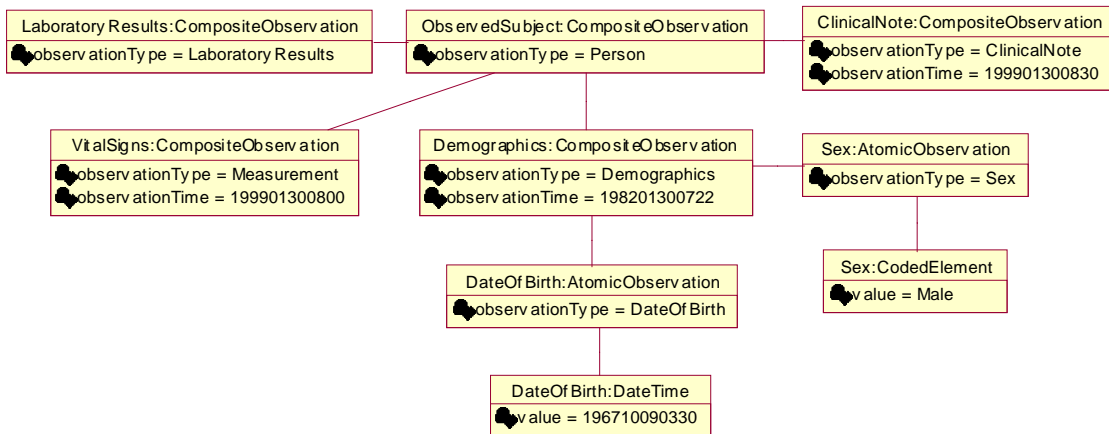 Laboratory Results:CompositeObservation
observationType = Laboratory Results
ObservedSubject:CompositeObservation
observationType = Person
ClinicalNote:CompositeObservation
observationType = ClinicalNote
observationTime = 199901300830
VitalSigns:CompositeObservation
observationType = Measurement
observationTime = 199901300800
Demographics:CompositeObservation
observationType = Demographics
observationTime = 198201300722
Sex:AtomicObservation
observationType = Sex
DateOfBirth:AtomicObservation
observationType = DateOfBirth
Sex:CodedElement
value = Male
DateOfBirth:DateTime
value = 196710090330